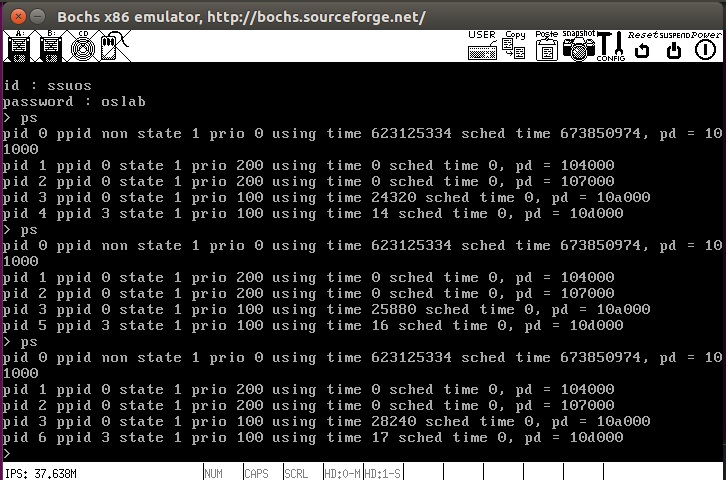 Bochs x86 emulator, http://bochs.sourceforge.net/
A: B: CD USER Copy Paste snapshot CONFIG Reset SUSPEND Power
id : ssuos
password : oslab
> ps
pid 0 ppid non state 1 prio 0 using time 623125334 sched time 673850974, pd = 10
1000
pid 1 ppid 0 state 1 prio 200 using time 0 sched time 0, pd = 104000
pid 2 ppid 0 state 1 prio 200 using time 0 sched time 0, pd = 107000
pid 3 ppid 0 state 1 prio 100 using time 24320 sched time 0, pd = 10a000
pid 4 ppid 3 state 1 prio 100 using time 14 sched time 0, pd = 10d000
> ps
pid 0 ppid non state 1 prio 0 using time 623125334 sched time 673850974, pd = 10
1000
pid 1 ppid 0 state 1 prio 200 using time 0 sched time 0, pd = 104000
pid 2 ppid 0 state 1 prio 200 using time 0 sched time 0, pd = 107000
pid 3 ppid 0 state 1 prio 100 using time 25880 sched time 0, pd = 10a000
pid 5 ppid 3 state 1 prio 100 using time 16 sched time 0, pd = 10d000
> ps
pid 0 ppid non state 1 prio 0 using time 623125334 sched time 673850974, pd = 10
1000
pid 1 ppid 0 state 1 prio 200 using time 0 sched time 0, pd = 104000
pid 2 ppid 0 state 1 prio 200 using time 0 sched time 0, pd = 107000
pid 3 ppid 0 state 1 prio 100 using time 28240 sched time 0, pd = 10a000
pid 6 ppid 3 state 1 prio 100 using time 17 sched time 0, pd = 10d000
>
IPS: 37.638M NUM CAPS SCRL HD:0-M HD:1-S